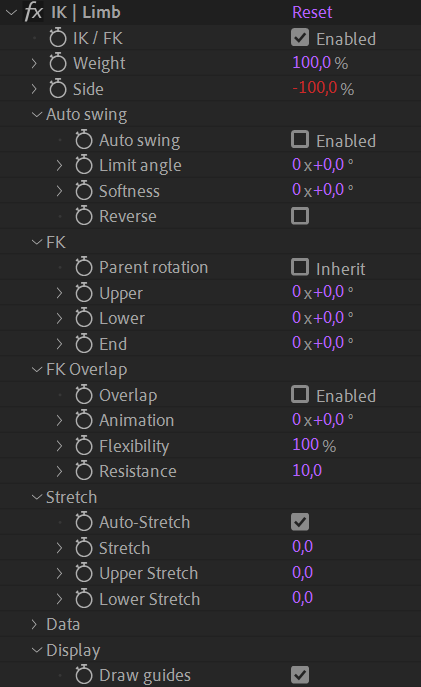 fx IK | Limb Reset
IK / FK Enabled
Weight 100,0 %
Side -100,0 %
Auto swing
Auto swing Enabled
Limit angle 0 x+0,0 °
Softness 0 x+0,0 °
Reverse
FK
Parent rotation Inherit
Upper 0 x+0,0 °
Lower 0 x+0,0 °
End 0 x+0,0 °
FK Overlap
Overlap Enabled
Animation 0 x+0,0 °
Flexibility 100 %
Resistance 10,0
Stretch
Auto-Stretch
Stretch 0,0
Upper Stretch 0,0
Lower Stretch 0,0
Data
Display
Draw guides